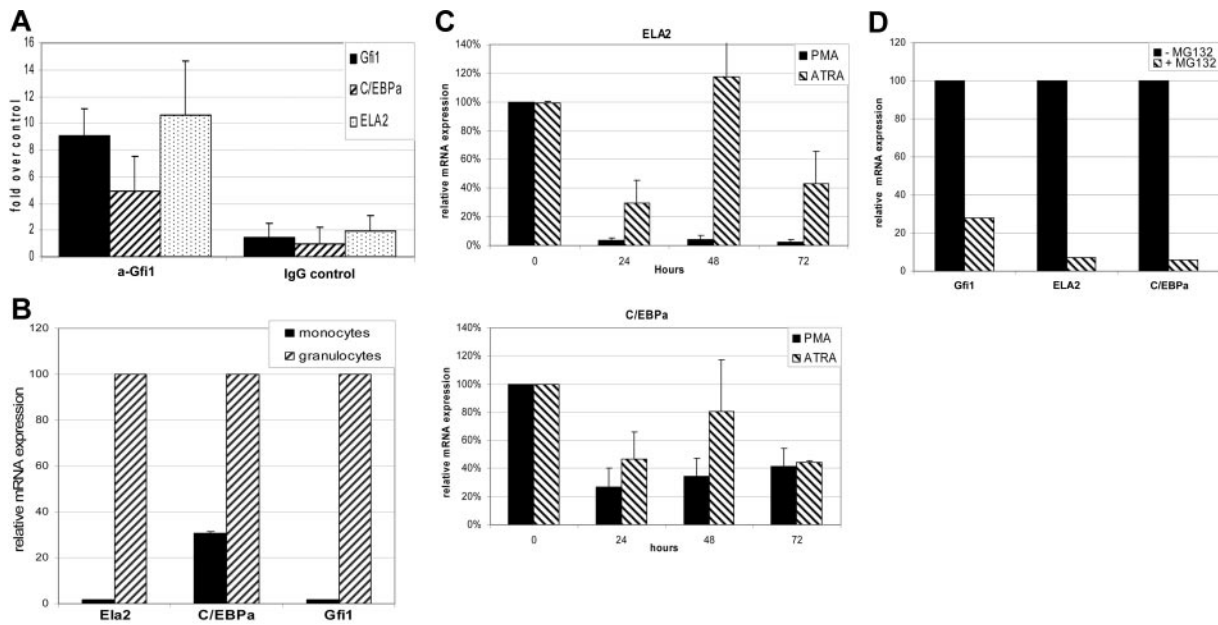 A
16
14
12
10
8
6
4
2
0
fold over control
Gfi1
C/EBPa
ELA2
a-Gfi1
IgG control
B
120
100
80
60
40
20
0
relative mRNA expression
monocytes
granulocytes
Ela2
C/EBPa
Gfi1
C
ELA2
140%
120%
100%
80%
60%
40%
20%
0%
relative mRNA expression
PMA
ATRA
0
24
48
72
Hours
C/EBPa
140%
120%
100%
80%
60%
40%
20%
0%
relative mRNA expression
PMA
ATRA
0
24
48
72
hours
D
120
100
80
60
40
20
0
relative mRNA expression
- MG132
+ MG132
Gfi1
ELA2
C/EBPa